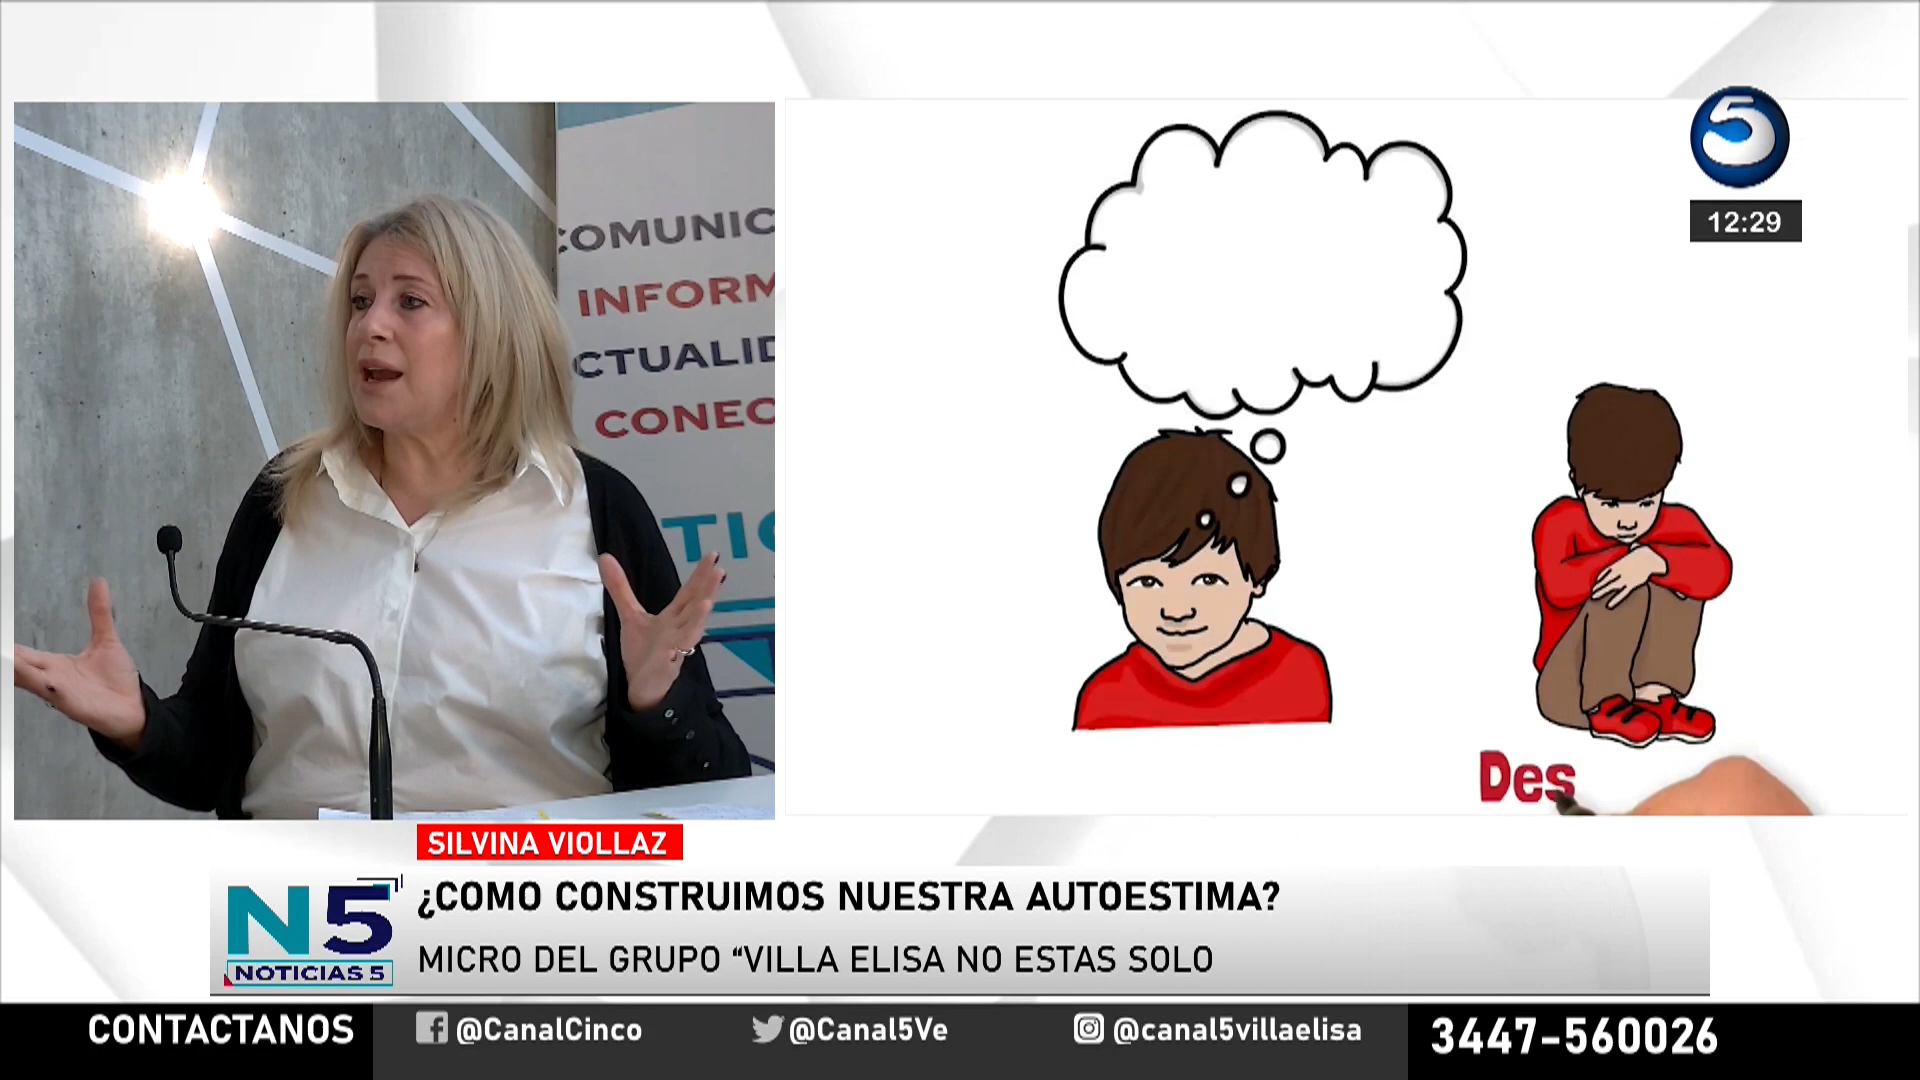 5
12:29
COMUNIC
INFORM
CTUALID
CONEC
TIC
Des
SILVINA VIOLLAZ
N5
NOTICIAS 5
¿COMO CONSTRUIMOS NUESTRA AUTOESTIMA?
MICRO DEL GRUPO “VILLA ELISA NO ESTAS SOLO
CONTACTANOS
@CanalCinco
@Canal5Ve
@canal5villaelisa
3447-560026